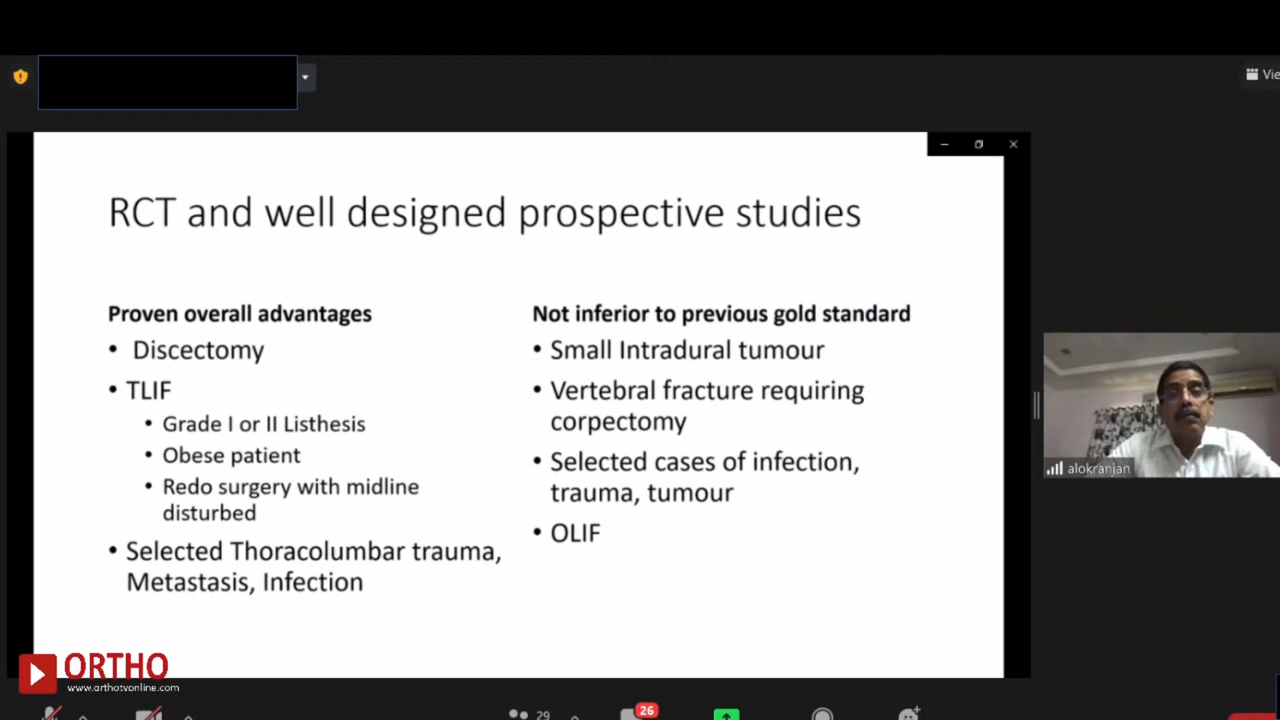 Vie
RCT and well designed prospective studies
Proven overall advantages
• Discectomy
• TLIF
• Grade I or II Listhesis
• Obese patient
• Redo surgery with midline
disturbed
• Selected Thoracolumbar trauma,
Metastasis, Infection
Not inferior to previous gold standard
• Small Intradural tumour
• Vertebral fracture requiring
corpectomy
• Selected cases of infection,
trauma, tumour
• OLIF
alokranjan
ORTHO
www.orthotvonline.com
29
26